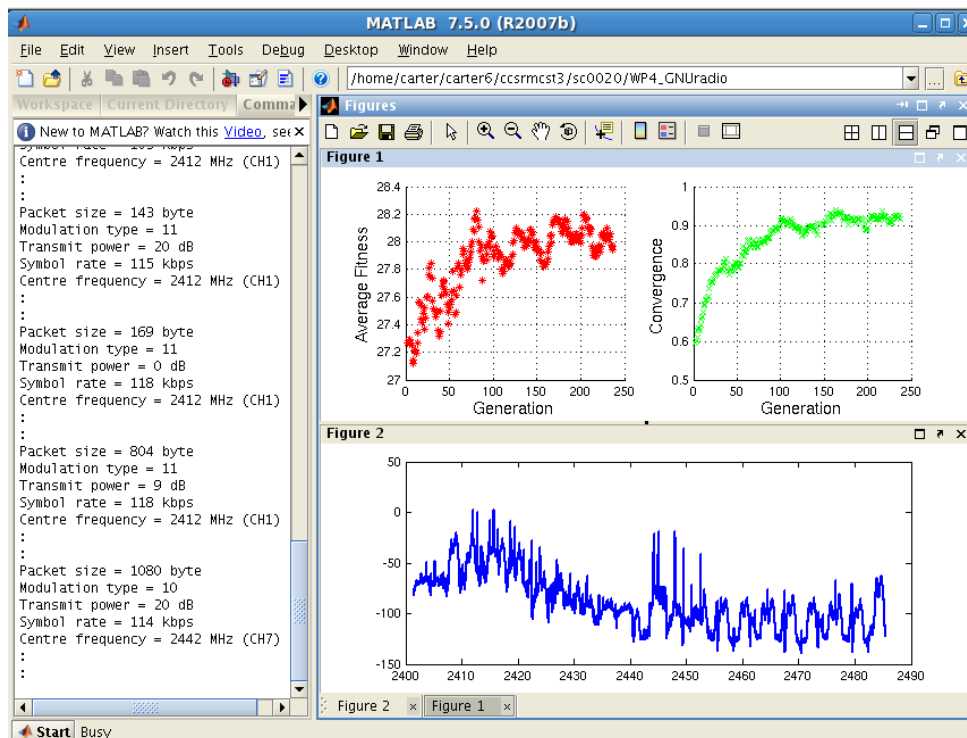 MATLAB 7.5.0 (R2007b)
File Edit View Insert Tools Debug Desktop Window Help
/home/carter/carter6/ccsrmcst3/sc0020/WP4_GNUradio
...
Workspace Current Directory Comma
New to MATLAB? Watch this Video, see
Symbol rate = 105 kbps
Centre frequency = 2412 MHz (CH1)
:
:
Packet size = 143 byte
Modulation type = 11
Transmit power = 20 dB
Symbol rate = 115 kbps
Centre frequency = 2412 MHz (CH1)
:
:
Packet size = 169 byte
Modulation type = 11
Transmit power = 0 dB
Symbol rate = 118 kbps
Centre frequency = 2412 MHz (CH1)
:
:
Packet size = 804 byte
Modulation type = 11
Transmit power = 9 dB
Symbol rate = 118 kbps
Centre frequency = 2412 MHz (CH1)
:
:
Packet size = 1080 byte
Modulation type = 10
Transmit power = 20 dB
Symbol rate = 114 kbps
Centre frequency = 2442 MHz (CH7)
:
:
Figures
Figure 1
28.4
28.2
28
27.8
27.6
27.4
27.2
27
0 50 100 150 200 250
Average Fitness
Generation
1
0.9
0.8
0.7
0.6
0.5
0 50 100 150 200 250
Convergence
Generation
Figure 2
50
0
-50
-100
-150
2400 2410 2420 2430 2440 2450 2460 2470 2480 2490
Figure 2 Figure 1
Start Busy